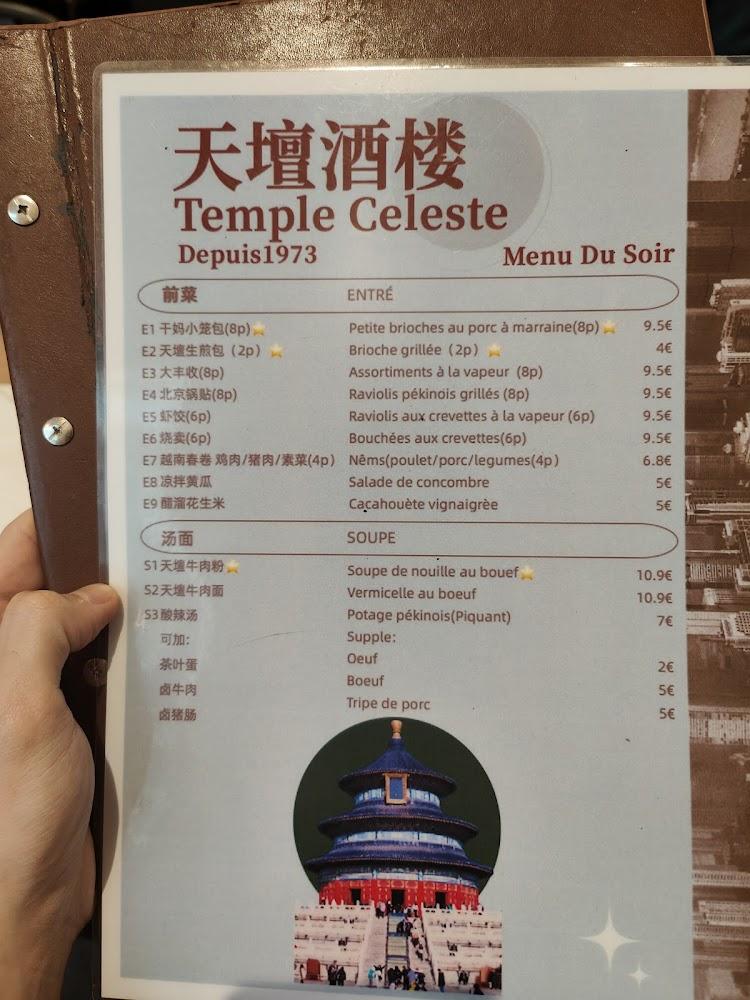 天壇酒楼
Temple Celeste
Depuis1973 Menu Du Soir
前菜 ENTRÉ
E1 干妈小笼包(8p)⭐ Petite brioches au porc à marraine(8p)⭐ 9.5€
E2 天壇生煎包（2p）⭐ Brioche grillée（2p）⭐ 4€
E3 大丰收(8p) Assortiments à la vapeur（8p) 9.5€
E4 北京锅贴(8p) Raviolis pékinois grillés (8p) 9.5€
E5 虾饺(6p) Raviolis aux crevettes à la vapeur (6p) 9.5€
E6 烧卖(6p) Bouchées aux crevettes(6p) 9.5€
E7 越南春卷 鸡肉/猪肉/素菜(4p) Nêms(poulet/porc/legumes(4p) 6.8€
E8 凉拌黄瓜 Salade de concombre 5€
E9 醋溜花生米 Cacahouète vignaigrèe 5€
汤面 SOUPE
S1 天壇牛肉粉⭐ Soupe de nouille au bouef⭐ 10.9€
S2 天壇牛肉面 Vermicelle au boeuf 10.9€
S3 酸辣汤 Potage pékinois(Piquant) 7€
可加： Supple：
茶叶蛋 Oeuf 2€
卤牛肉 Boeuf 5€
卤猪肠 Tripe de porc 5€